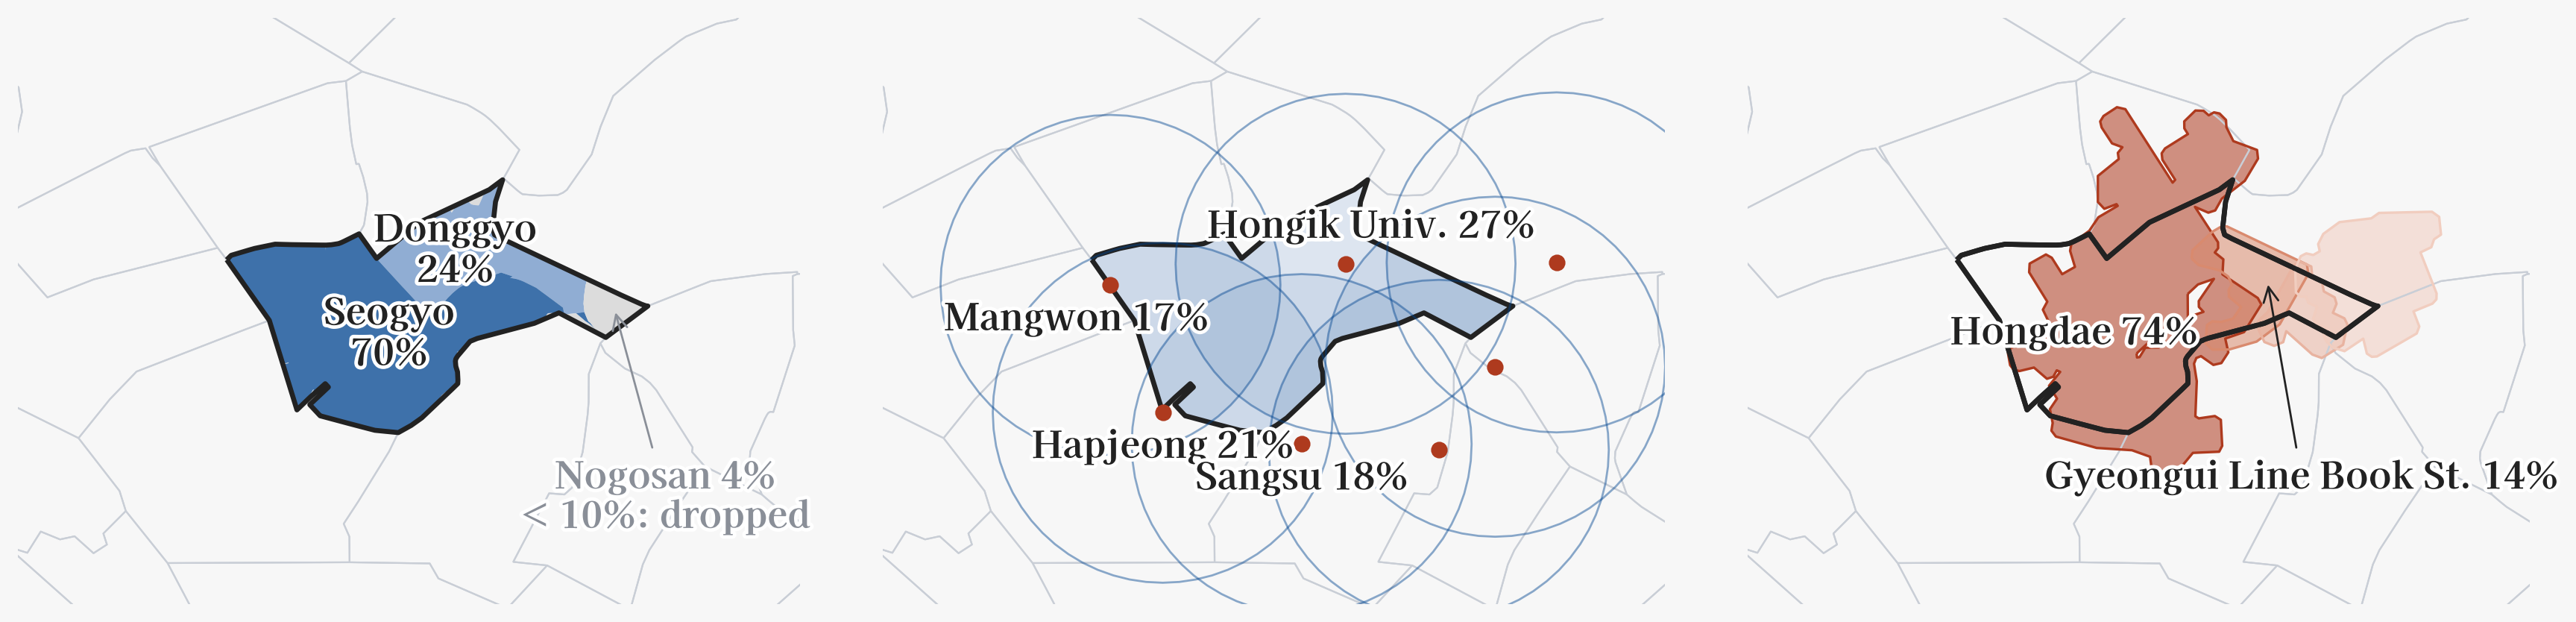 Donggyo
24%
Seogyo
70%
Nogosan 4%
< 10%: dropped
Hongik Univ. 27%
Mangwon 17%
Hapjeong 21%
Sangsu 18%
Hongdae 74%
Gyeongui Line Book St. 14%